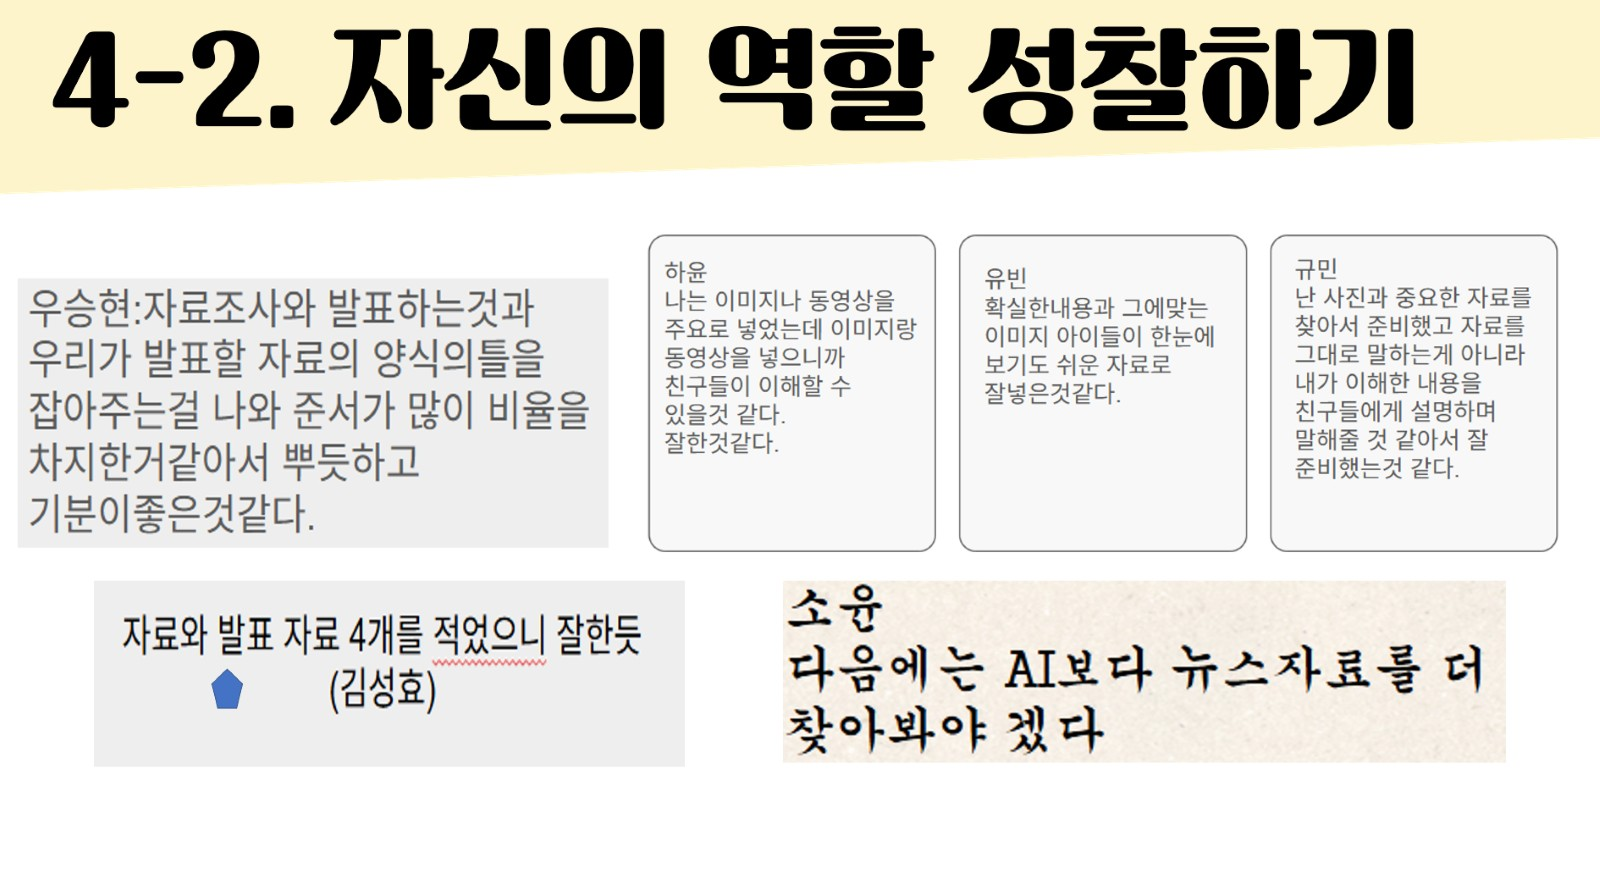 4-2. 자신의 역할 성찰하기
우승현:자료조사와 발표하는것과
우리가 발표할 자료의 양식의틀을
잡아주는걸 나와 준서가 많이 비율을
차지한거같아서 뿌듯하고
기분이좋은것같다.
하윤
나는 이미지나 동영상을
주요로 넣었는데 이미지랑
동영상을 넣으니까
친구들이 이해할 수
있을것 같다.
잘한것같다.
유빈
확실한내용과 그에맞는
이미지 아이들이 한눈에
보기도 쉬운 자료로
잘넣은것같다.
규민
난 사진과 중요한 자료를
찾아서 준비했고 자료를
그대로 말하는게 아니라
내가 이해한 내용을
친구들에게 설명하며
말해줄 것 같아서 잘
준비했는것 같다.
자료와 발표 자료 4개를 적었으니 잘한듯
(김성효)
소윤
다음에는 AI보다 뉴스자료를 더
찾아봐야 겠다